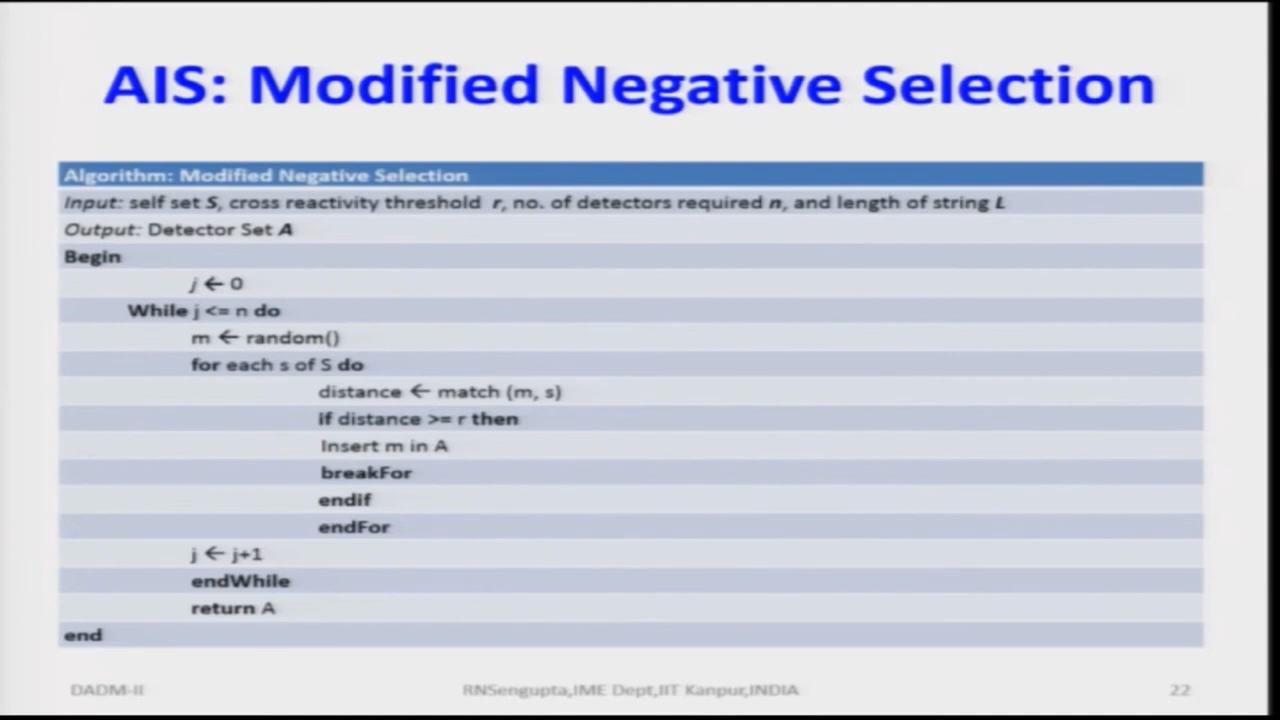 AIS: Modified Negative Selection
Algorithm: Modified Negative Selection
Input: self set S, cross reactivity threshold r, no. of detectors required n, and length of string L
Output: Detector Set A
Begin
j ← 0
While j <= n do
m ← random()
for each s of S do
distance ← match (m, s)
if distance >= r then
Insert m in A
breakFor
endif
endFor
j ← j+1
endWhile
return A
end
DADM-II RNSengupta,IME Dept,IIT Kanpur,INDIA 22